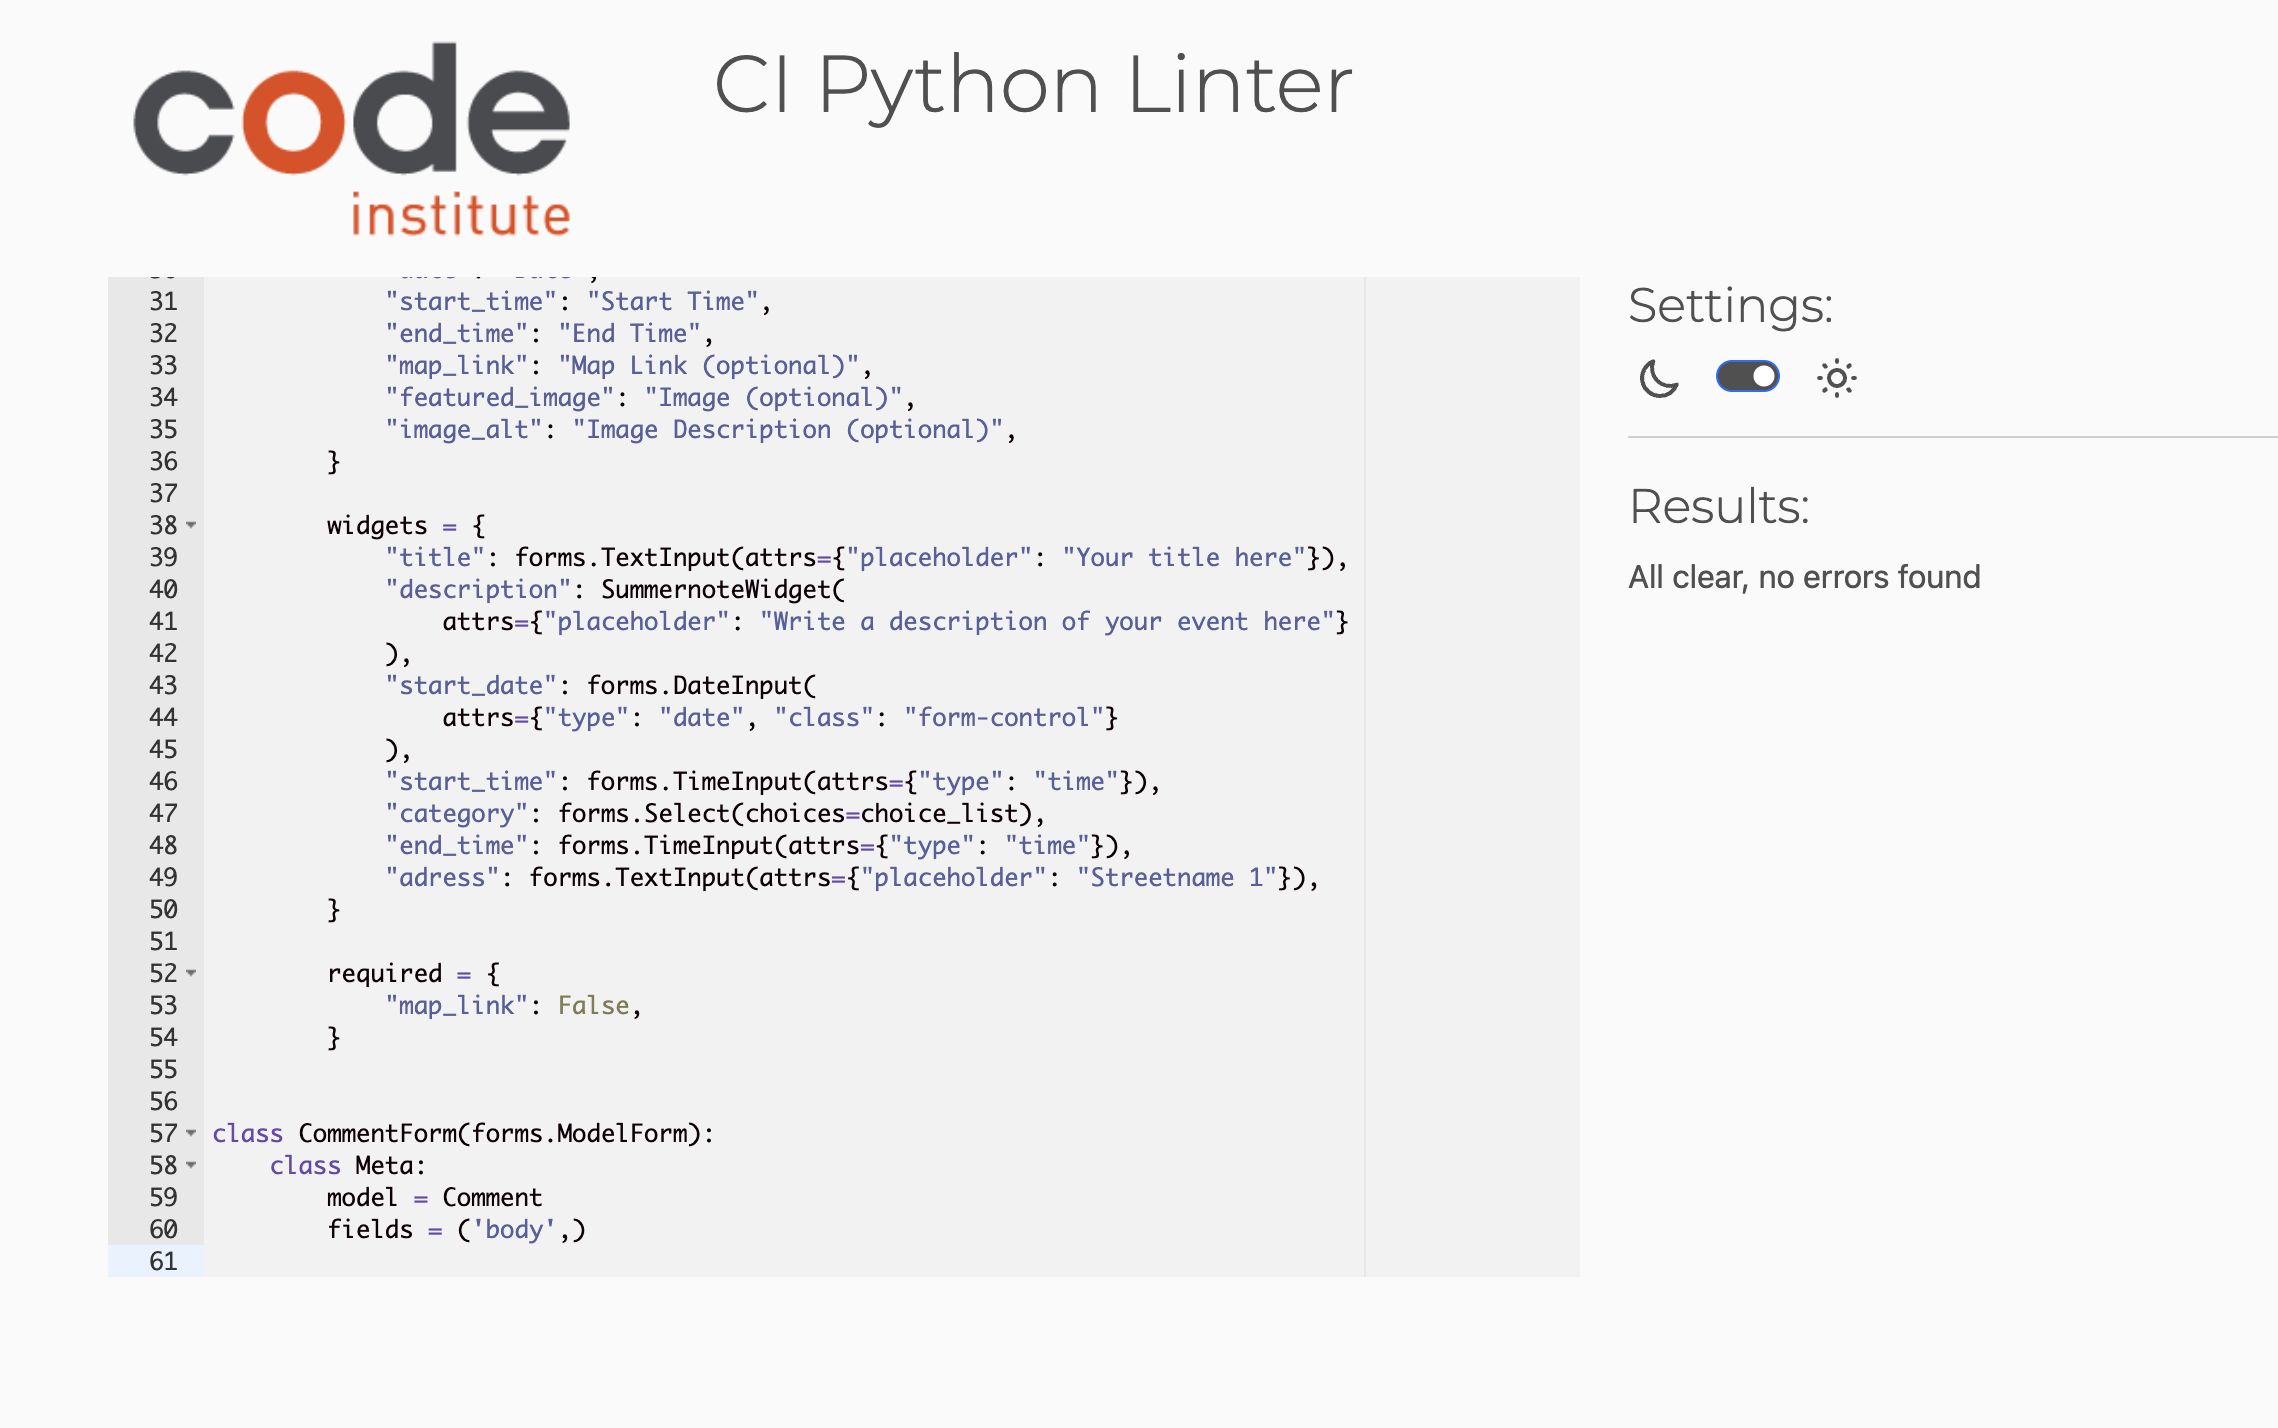 code
institute
CI Python Linter
31 "start_time": "Start Time",
32 "end_time": "End Time",
33 "map_link": "Map Link (optional)",
34 "featured_image": "Image (optional)",
35 "image_alt": "Image Description (optional)",
36 }
37
38 widgets = {
39 "title": forms.TextInput(attrs={"placeholder": "Your title here"}),
40 "description": SummernoteWidget(
41 attrs={"placeholder": "Write a description of your event here"}
42 ),
43 "start_date": forms.DateInput(
44 attrs={"type": "date", "class": "form-control"}
45 ),
46 "start_time": forms.TimeInput(attrs={"type": "time"}),
47 "category": forms.Select(choices=choice_list),
48 "end_time": forms.TimeInput(attrs={"type": "time"}),
49 "adress": forms.TextInput(attrs={"placeholder": "Streetname 1"}),
50 }
51
52 required = {
53 "map_link": False,
54 }
55
56
57 class CommentForm(forms.ModelForm):
58 class Meta:
59 model = Comment
60 fields = ('body',)
61
Settings:
Results:
All clear, no errors found